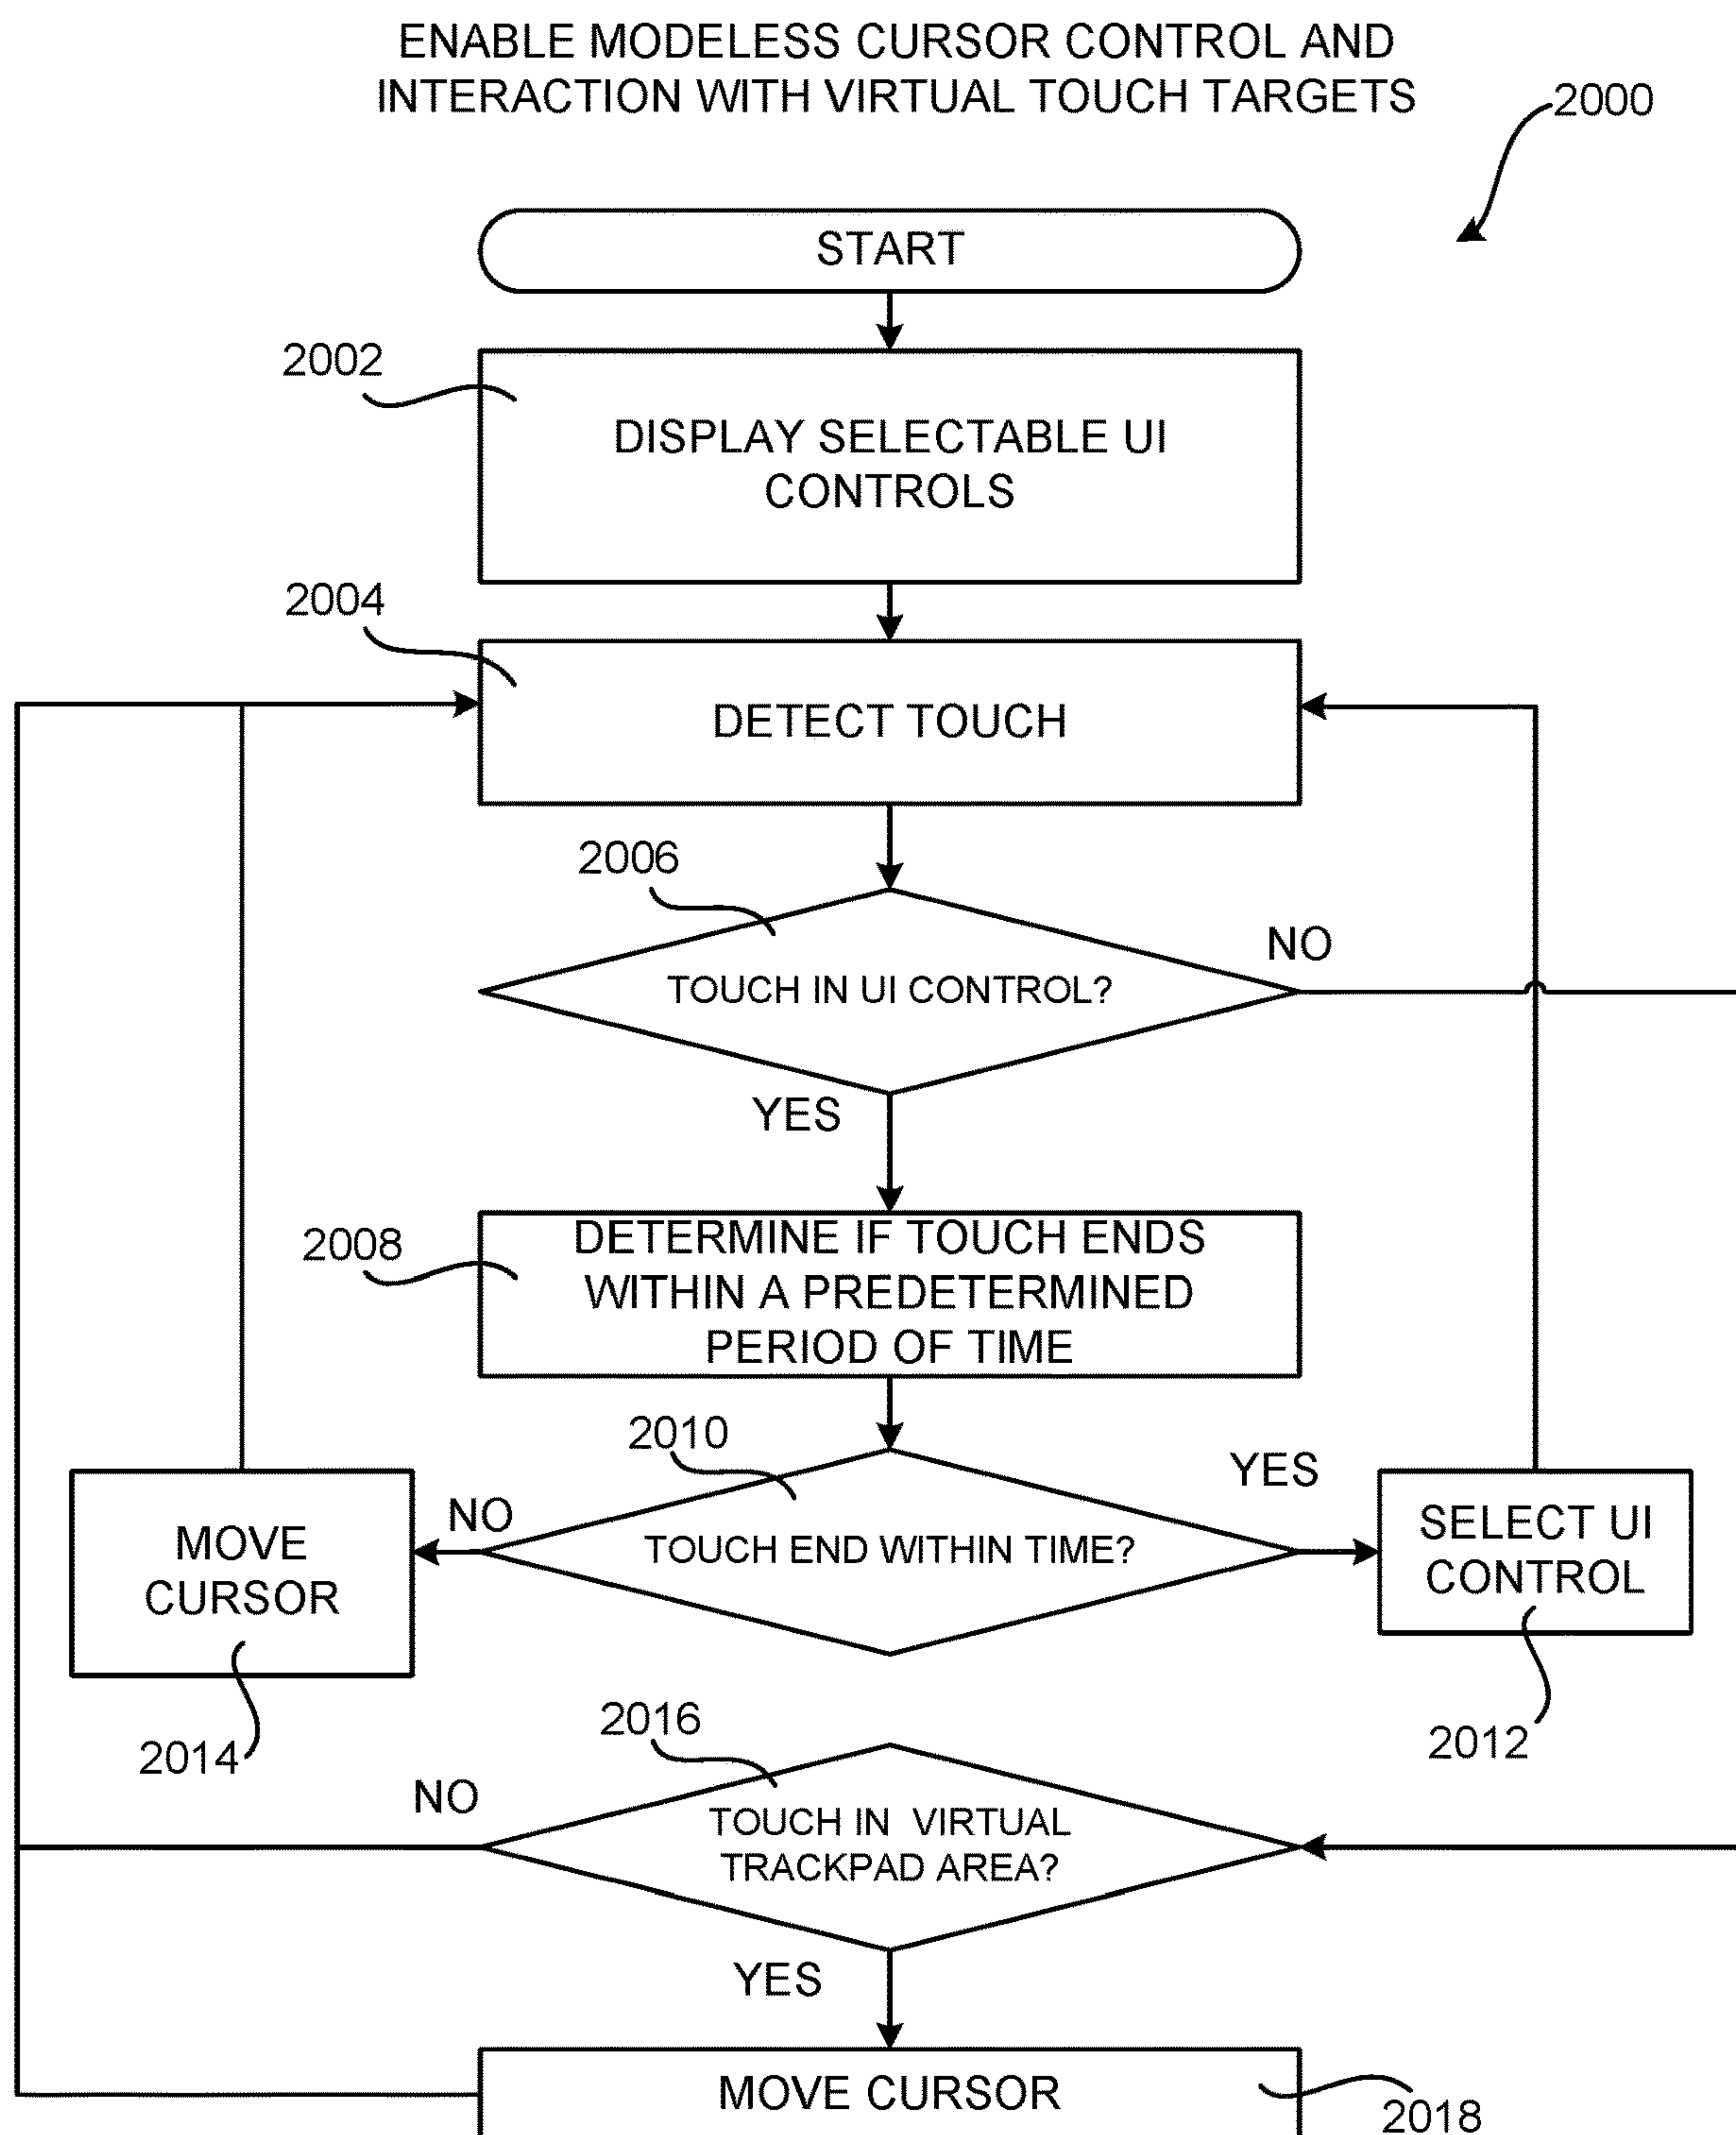 ENABLE MODELESS CURSOR CONTROL AND
INTERACTION WITH VIRTUAL TOUCH TARGETS
2000
START
2002
DISPLAY SELECTABLE UI
CONTROLS
2004
DETECT TOUCH
2006
TOUCH IN UI CONTROL?
NO
YES
2008
DETERMINE IF TOUCH ENDS
WITHIN A PREDETERMINED
PERIOD OF TIME
2010
TOUCH END WITHIN TIME?
NO
YES
MOVE
CURSOR
2014
SELECT UI
CONTROL
2012
2016
TOUCH IN VIRTUAL
TRACKPAD AREA?
NO
YES
MOVE CURSOR
2018